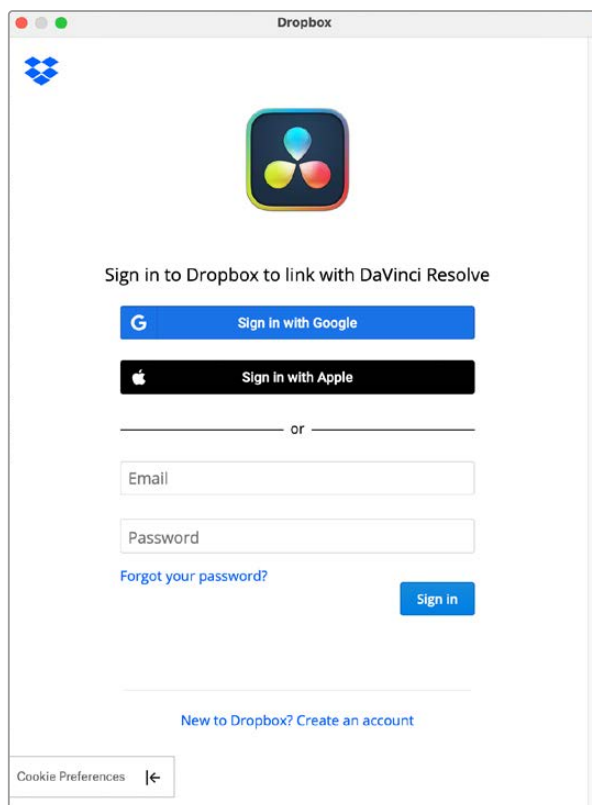 Dropbox
Sign in to Dropbox to link with DaVinci Resolve
Sign in with Google
Sign in with Apple
or
Email
Password
Forgot your password?
Sign in
New to Dropbox? Create an account
Cookie Preferences